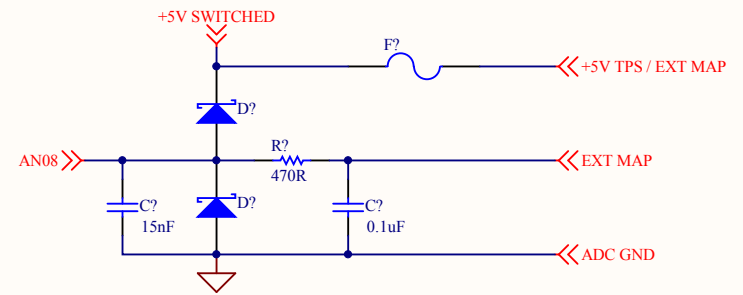 +5V SWITCHED
F?
+5V TPS / EXT MAP
D?
R?
AN08
EXT MAP
470R
C?
D?
C?
15nF
0.1uF
ADC GND